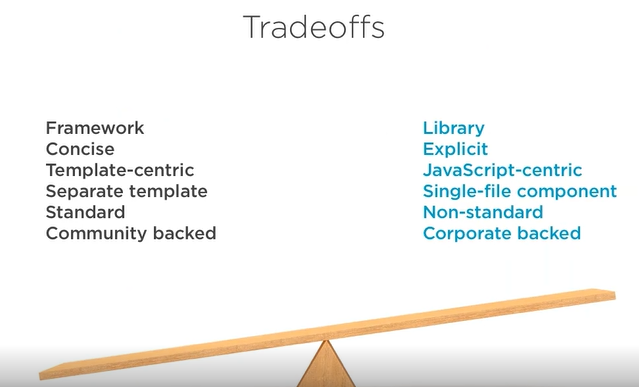 Tradeoffs
Framework
Concise
Template-centric
Separate template
Standard
Community backed
Library
Explicit
JavaScript-centric
Single-file component
Non-standard
Corporate backed